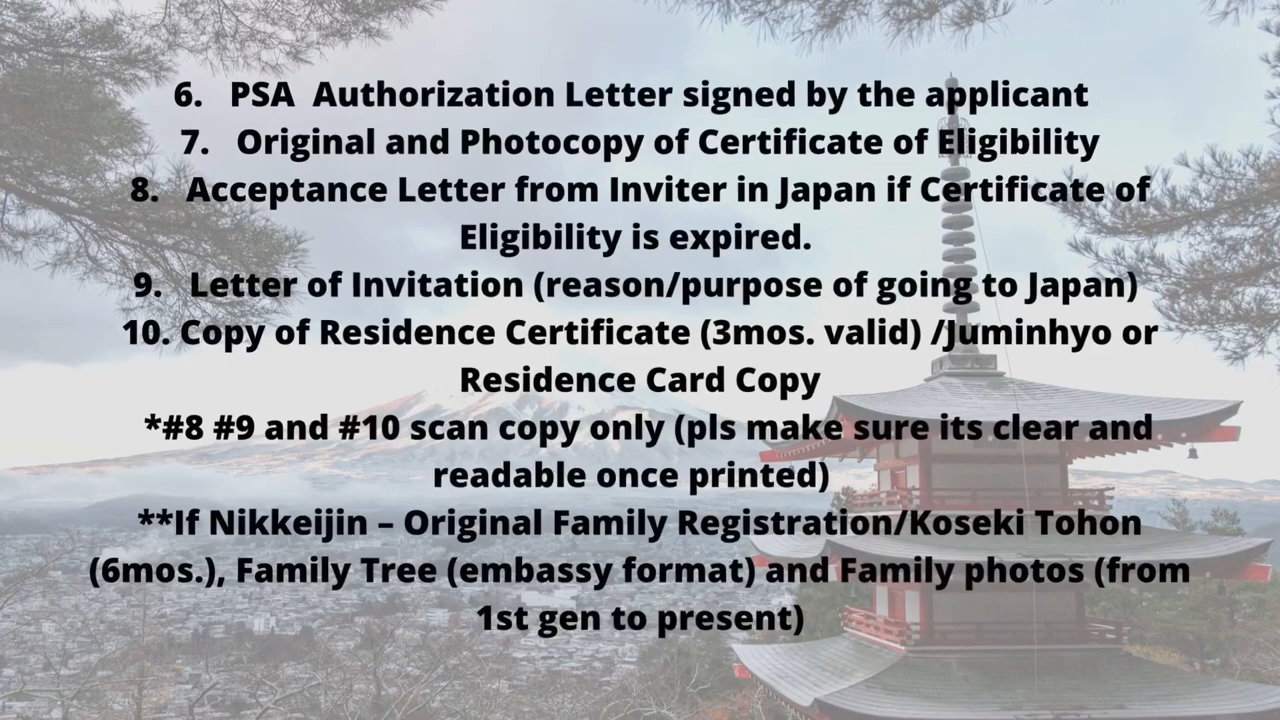 6. PSA Authorization Letter signed by the applicant
7. Original and Photocopy of Certificate of Eligibility
8. Acceptance Letter from Inviter in Japan if Certificate of
Eligibility is expired.
9. Letter of Invitation (reason/purpose of going to Japan)
10. Copy of Residence Certificate (3mos. valid) /Juminhyo or
Residence Card Copy
*#8 #9 and #10 scan copy only (pls make sure its clear and
readable once printed)
**If Nikkeijin – Original Family Registration/Koseki Tohon
(6mos.), Family Tree (embassy format) and Family photos (from
1st gen to present)